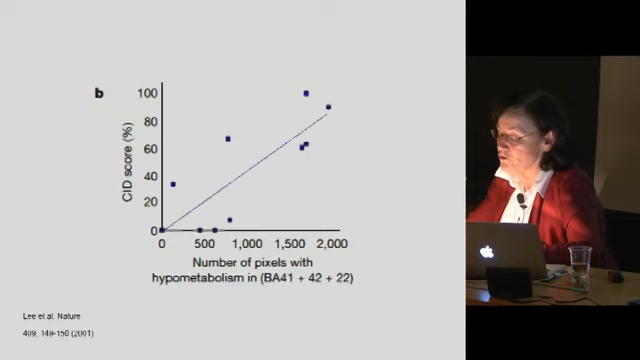 b
CID score (%)
100
80
60
40
20
0
0 500 1,000 1,500 2,000
Number of pixels with
hypometabolism in (BA41 + 42 + 22)
Lee et al. Nature
409, 149-150 (2001)